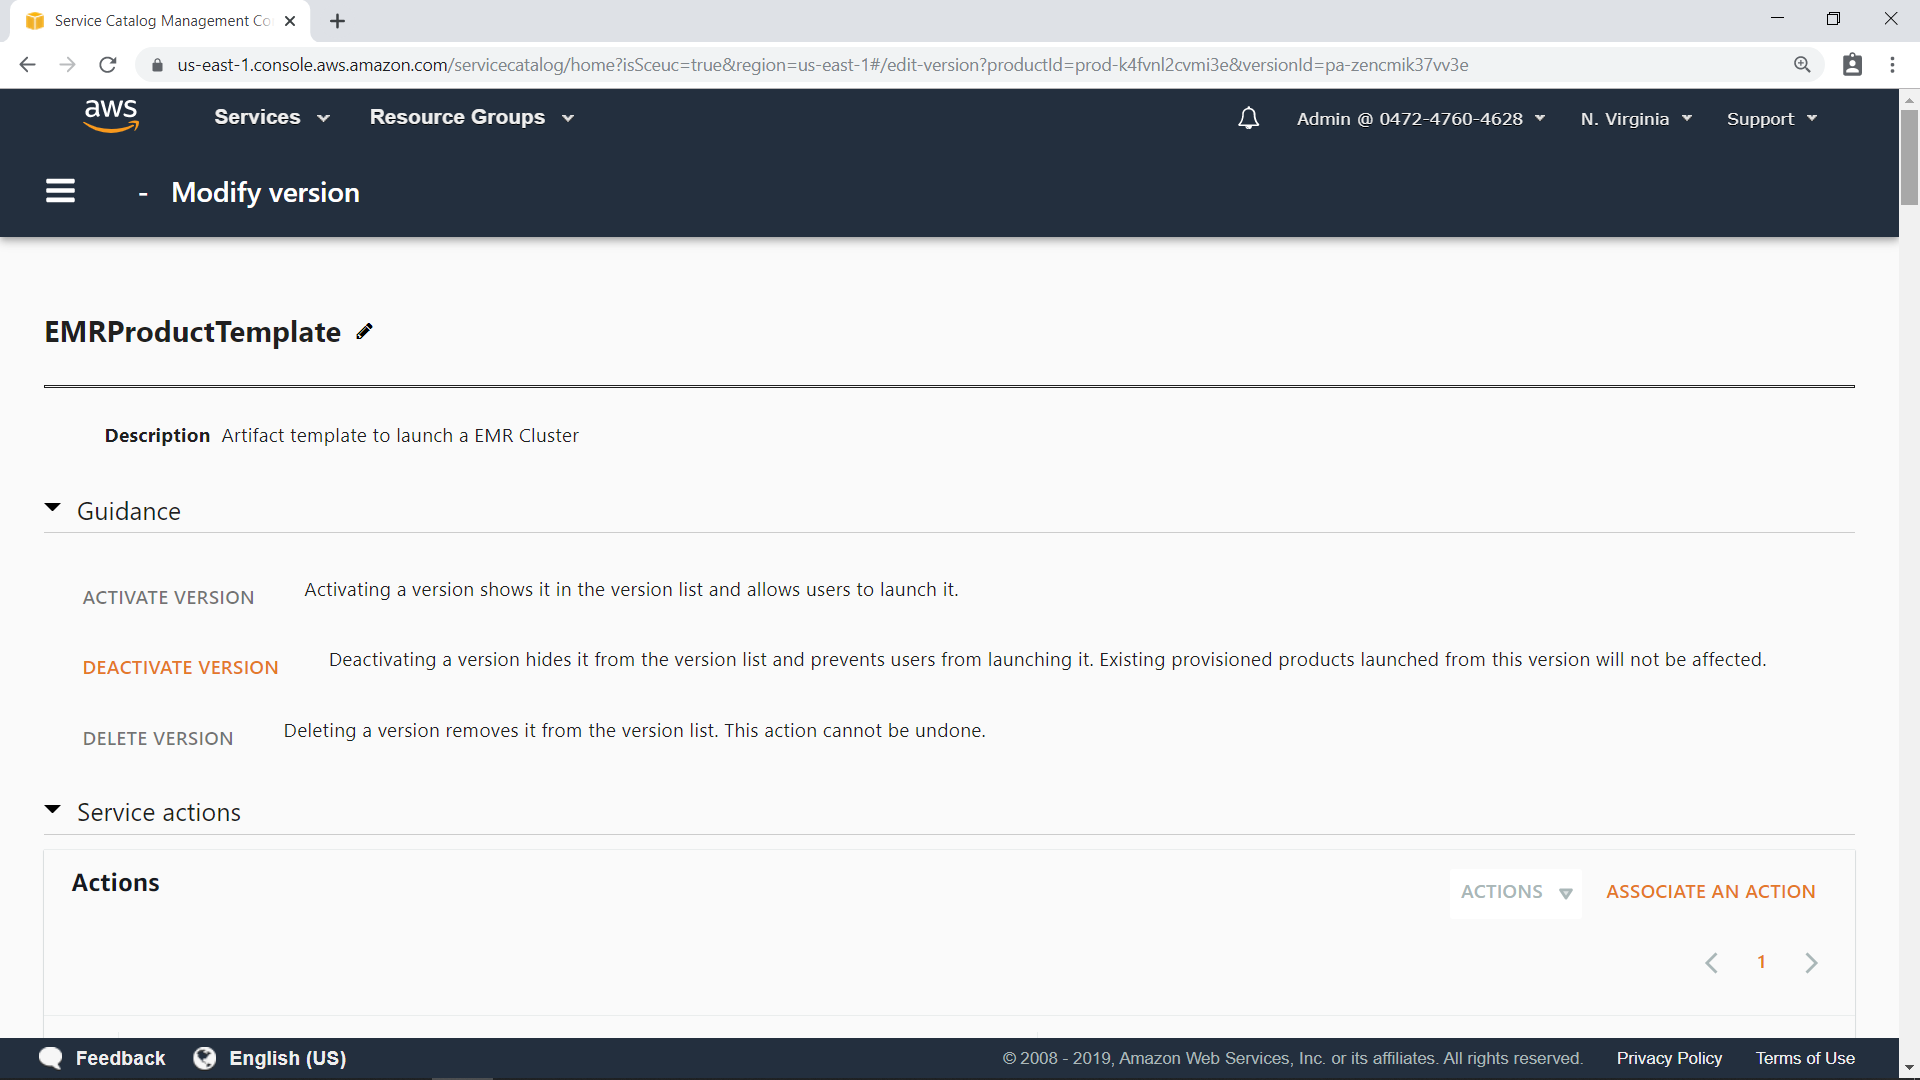 Service Catalog Management Co
us-east-1.console.aws.amazon.com/servicecatalog/home?isSceuc=true&region=us-east-1#/edit-version?productId=prod-k4fvnl2cvmi3e&versionId=pa-zencmik37vv3e
aws Services Resource Groups Admin @ 0472-4760-4628 N. Virginia Support
- Modify version
EMRProductTemplate
Description Artifact template to launch a EMR Cluster
Guidance
ACTIVATE VERSION Activating a version shows it in the version list and allows users to launch it.
DEACTIVATE VERSION Deactivating a version hides it from the version list and prevents users from launching it. Existing provisioned products launched from this version will not be affected.
DELETE VERSION Deleting a version removes it from the version list. This action cannot be undone.
Service actions
Actions ACTIONS ASSOCIATE AN ACTION
1
Feedback English (US) © 2008 - 2019, Amazon Web Services, Inc. or its affiliates. All rights reserved. Privacy Policy Terms of Use